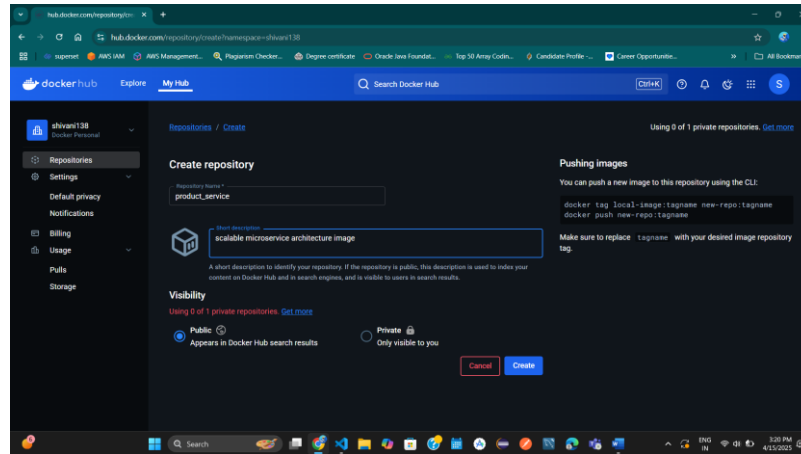 hub.docker.com/repository/cre
hub.docker.com/repository/create?namespace=shivani138
superset
AWS IAM
AWS Management...
Plagiarism Checker...
Degree certificate
Oracle Java Foundat...
Top 50 Array Codin...
Candidate Profile -...
Career Opportunitie...
»
All Bookmar
dockerhub
Explore
My Hub
Search Docker Hub
Ctrl+K
S
shivani138
Docker Personal
Repositories / Create
Using 0 of 1 private repositories. Get more
Repositories
Settings
Default privacy
Notifications
Billing
Usage
Pulls
Storage
Create repository
Repository Name *
product_service
Short description
scalable microservice architecture image
A short description to identify your repository. If the repository is public, this description is used to index your
content on Docker Hub and in search engines, and is visible to users in search results.
Visibility
Using 0 of 1 private repositories. Get more
Public
Appears in Docker Hub search results
Private
Only visible to you
Cancel
Create
Pushing images
You can push a new image to this repository using the CLI:
docker tag local-image:tagname new-repo:tagname
docker push new-repo:tagname
Make sure to replace tagname with your desired image repository
tag.
Search
ENG
IN
3:20 PM
4/15/2025